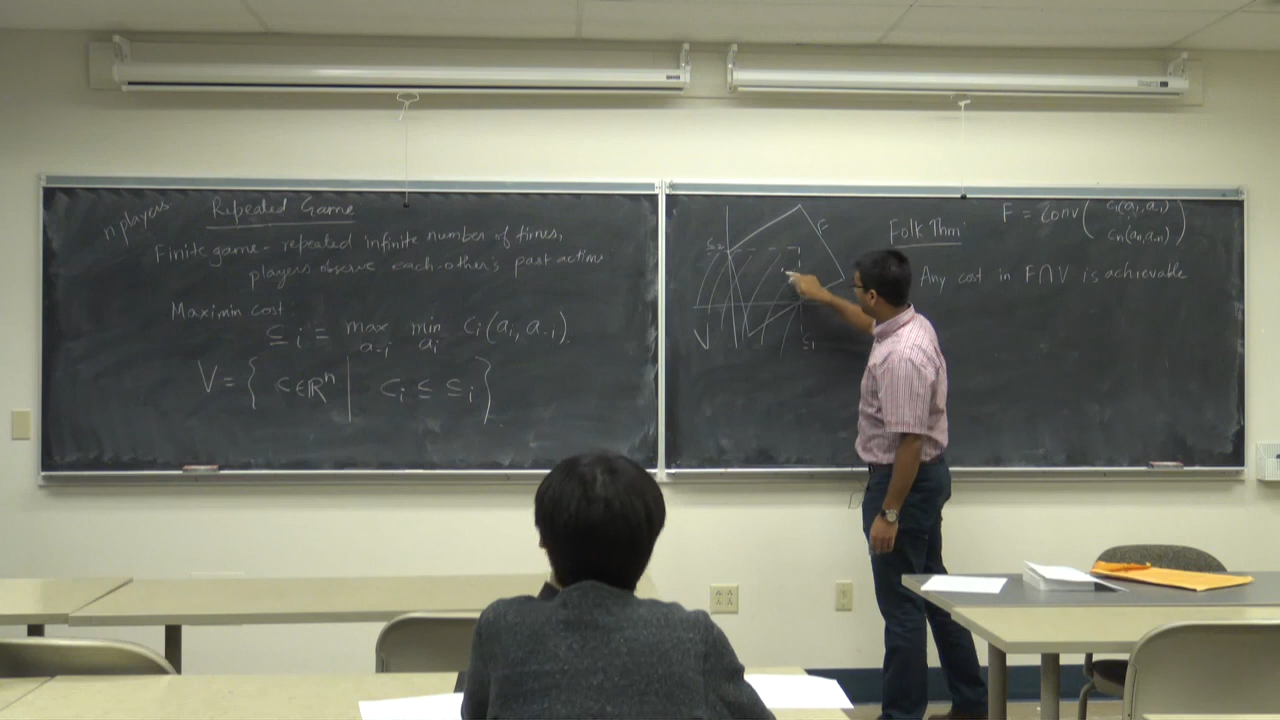 n players
Repeated Game
Finite game - repeated infinite number of times,
players observe each-other's past actions
Maximin cost:
c̲ᵢ = max min cᵢ(aᵢ, a₋ᵢ).
a₋ᵢ aᵢ
V = { c ∈ ℝⁿ | cᵢ ≤ c̲ᵢ }
c̲₂
F
V
c̲₁
Folk Thm:
F = Conv( c₁(a₁, a₋₁)
⋮
cₙ(aₙ, a₋ₙ) )
Any cost in F∩V is achievable